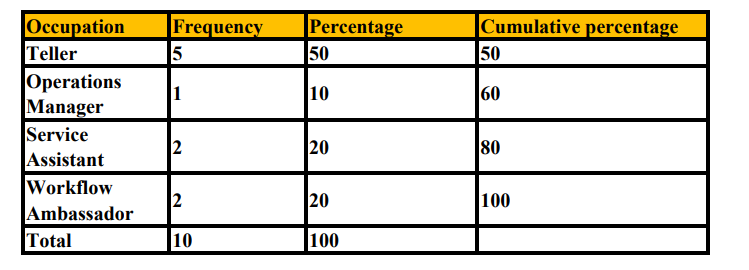 Occupation Frequency Percentage Cumulative percentage
Teller 5 50 50
Operations
Manager 1 10 60
Service
Assistant 2 20 80
Workflow
Ambassador 2 20 100
Total 10 100